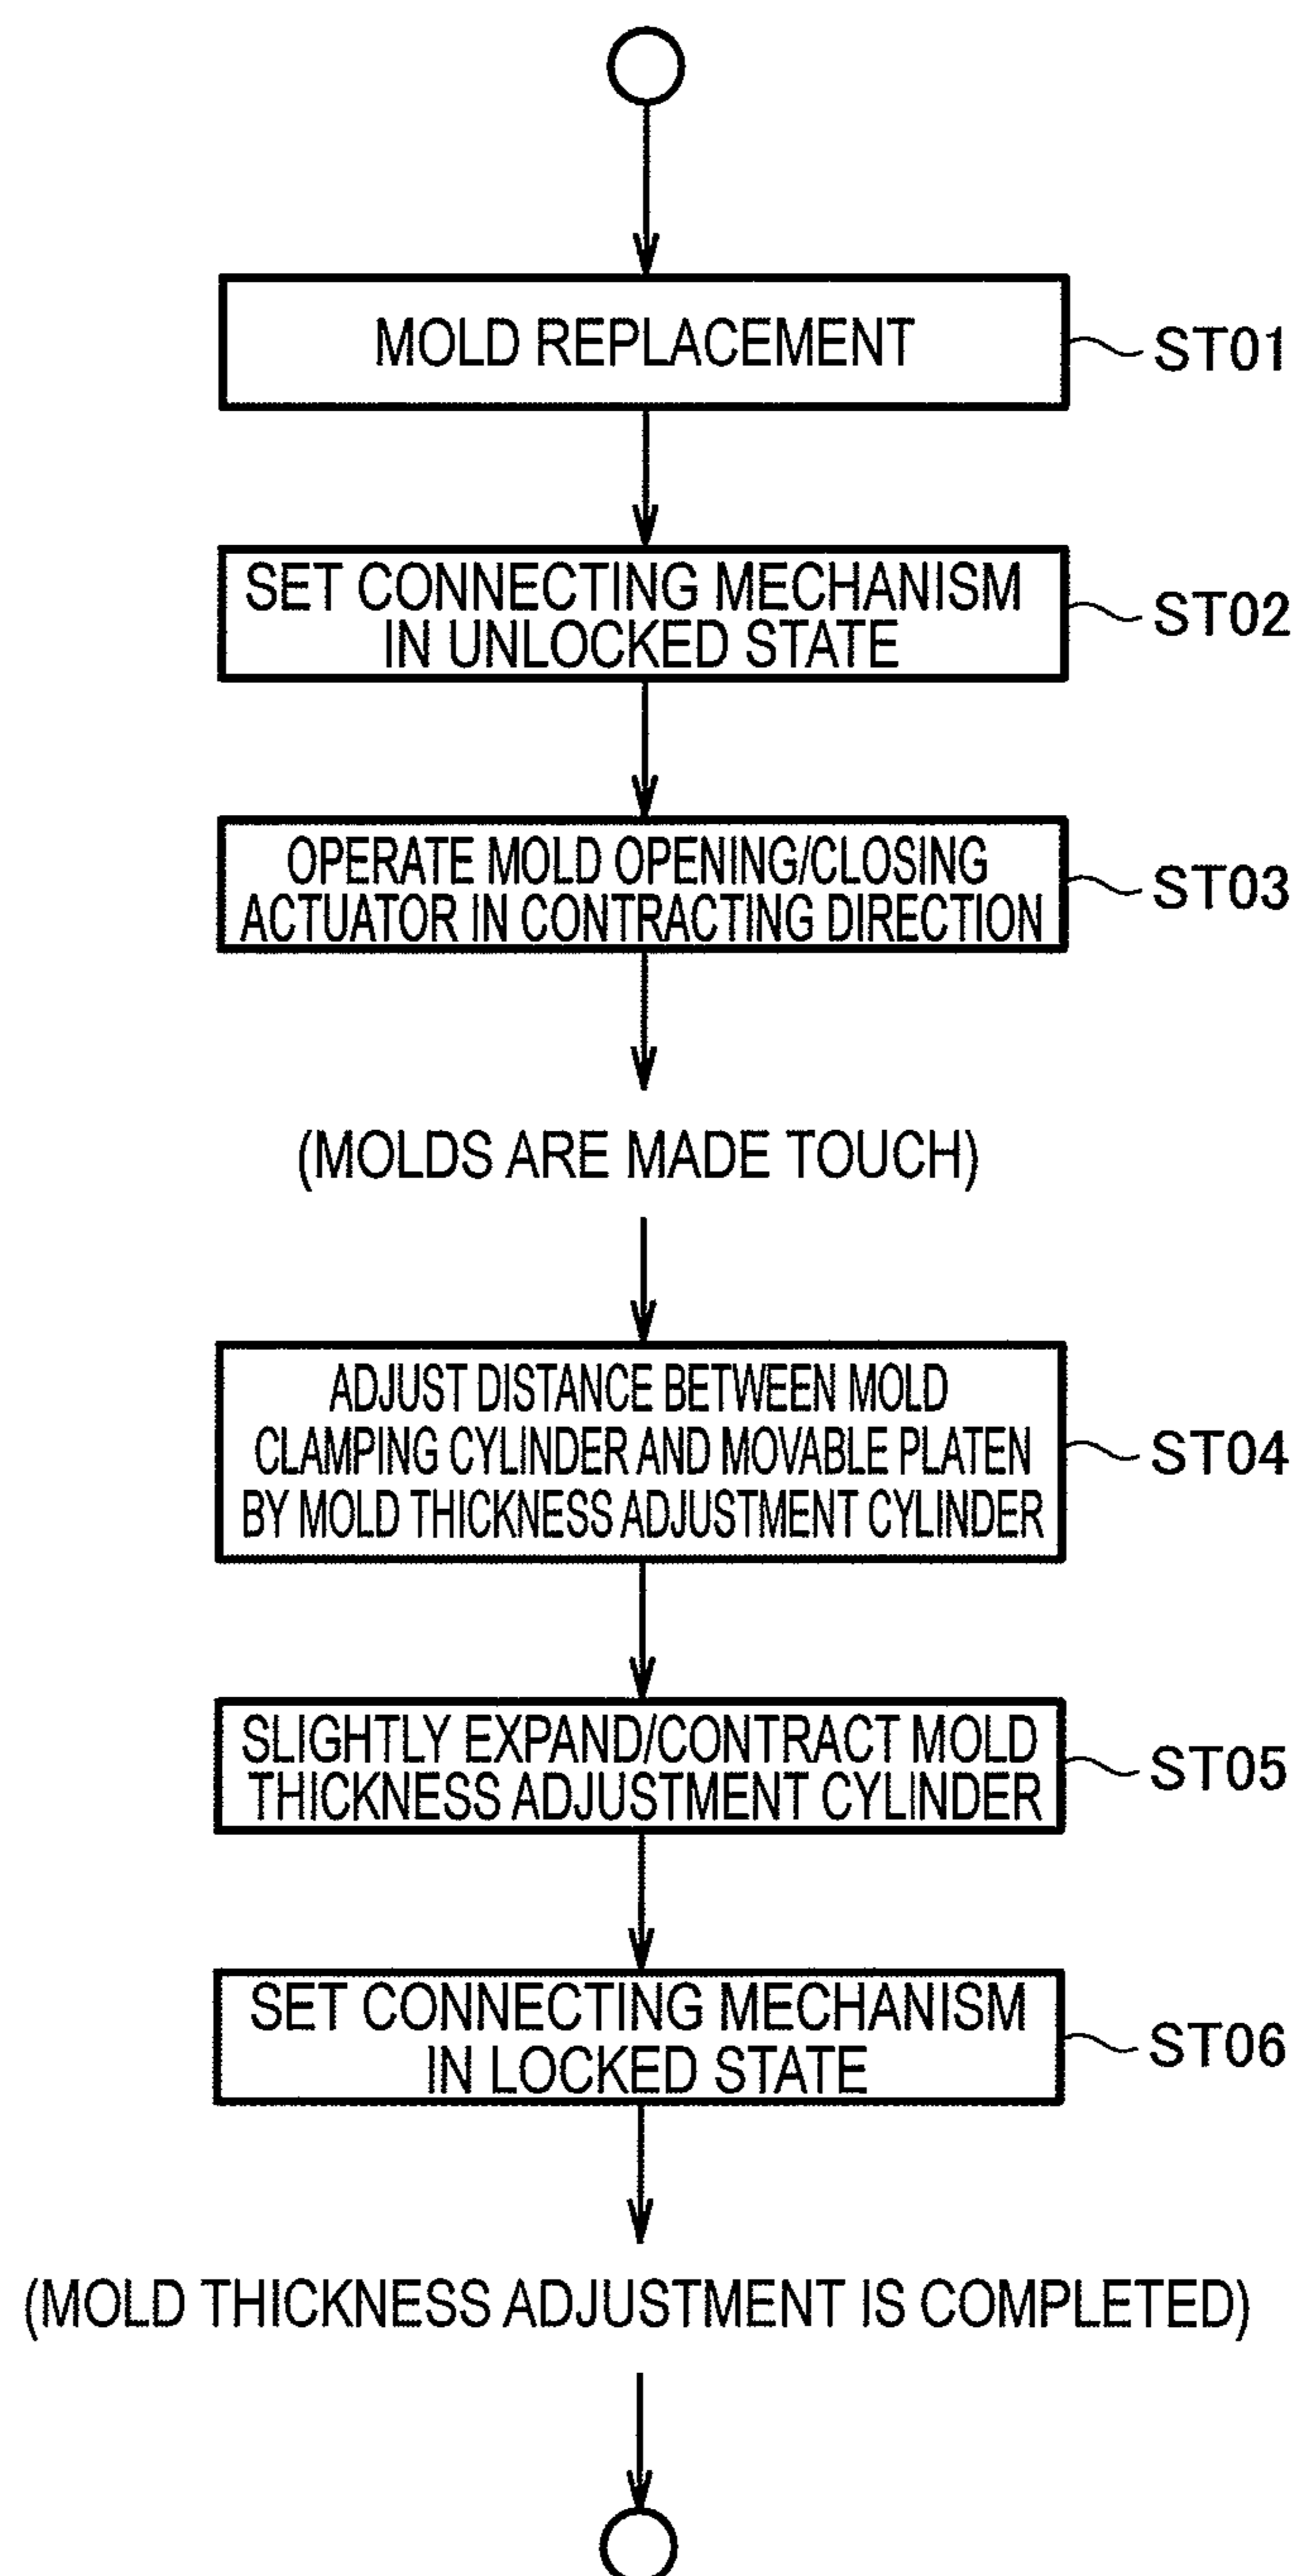 MOLD REPLACEMENT
ST01
SET CONNECTING MECHANISM
IN UNLOCKED STATE
ST02
OPERATE MOLD OPENING/CLOSING
ACTUATOR IN CONTRACTING DIRECTION
ST03
(MOLDS ARE MADE TOUCH)
ADJUST DISTANCE BETWEEN MOLD
CLAMPING CYLINDER AND MOVABLE PLATEN
BY MOLD THICKNESS ADJUSTMENT CYLINDER
ST04
SLIGHTLY EXPAND/CONTRACT MOLD
THICKNESS ADJUSTMENT CYLINDER
ST05
SET CONNECTING MECHANISM
IN LOCKED STATE
ST06
(MOLD THICKNESS ADJUSTMENT IS COMPLETED)